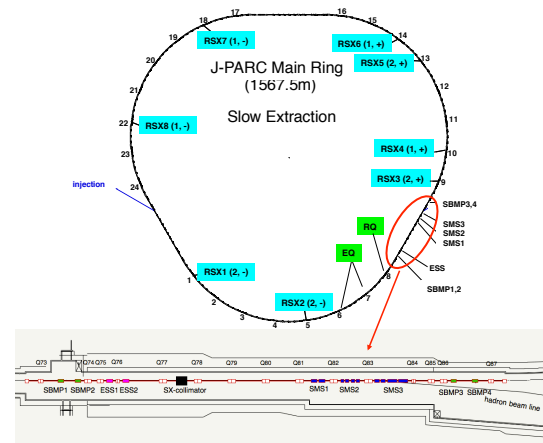 17
16
18
15
RSX7 (1, -)
RSX6 (1, +)
14
19
J-PARC Main Ring
RSX5 (2, +)
13
(1567.5m)
20
12
21
Slow Extraction
11
22
RSX8 (1, -)
RSX4 (1, +)
10
23
RSX3 (2, +)
9
24
injection
SBMP3,4
RQ
SMS3
SMS2
SMS1
EQ
ESS
RSX1 (2, -)
8
1
SBMP1,2
7
2
RSX2 (2, -)
6
3
4
5
Q73 Q74 Q75 Q76 Q77 Q78 Q79 Q80 Q81 Q82 Q83 Q84 Q85 Q86 Q87
SBMP1 SBMP2 ESS1 ESS2 SX-collimator SMS1 SMS2 SMS3 SBMP3 SBMP4
hadron beam line